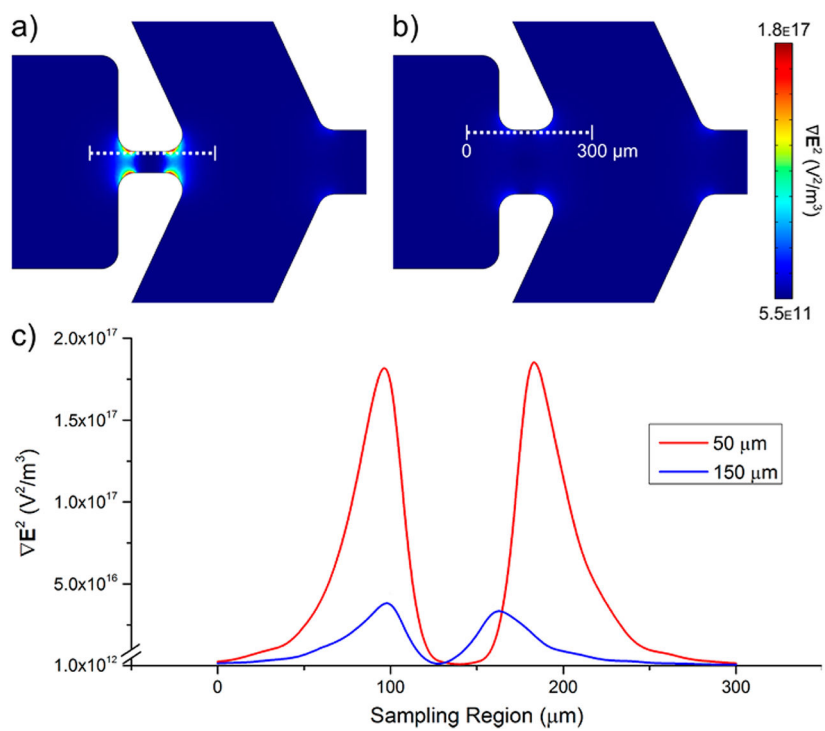 a)
b)
1.8E17
0
300 μm
∇E² (V²/m³)
5.5E11
c)
2.0x10¹⁷
1.5x10¹⁷
1.0x10¹⁷
5.0x10¹⁶
1.0x10¹²
∇E² (V²/m³)
50 μm
150 μm
0
100
200
300
Sampling Region (μm)